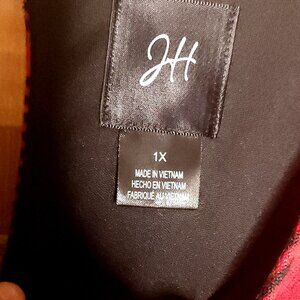 JH
1X
MADE IN VIETNAM
HECHO EN VIETNAM
FABRIQUÉ AU VIETNAM